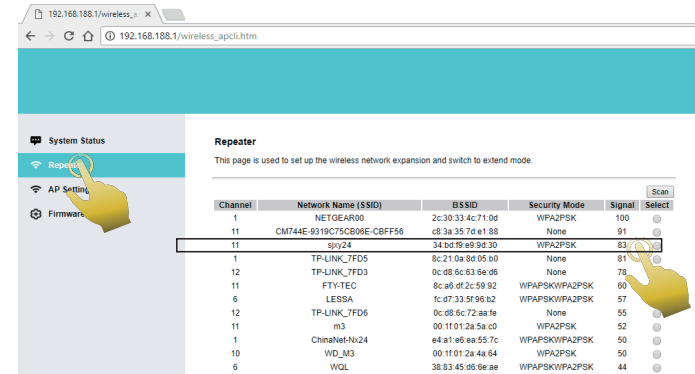 192.168.188.1/wireless_a
192.168.188.1/wireless_apcli.htm
System Status
Repeater
AP Setting
Firmware
Repeater
This page is used to set up the wireless network expansion and switch to extend mode.
Scan
Channel Network Name (SSID) BSSID Security Mode Signal Select
1 NETGEAR00 2c:30:33:4c:71:0d WPA2PSK 100
11 CM744E-9319C75CB06E-CBFF56 c8:3a:35:7d:e1:88 None 91
11 sjxy24 34:bd:f9:e9:9d:30 WPA2PSK 83
1 TP-LINK_7FD5 8c:21:0a:8d:05:b0 None 81
12 TP-LINK_7FD3 0c:d8:6c:63:6e:d6 None 78
11 FTY-TEC 8c:a6:df:2c:59:92 WPAPSKWPA2PSK 60
6 LESSA fc:d7:33:5f:96:b2 WPAPSKWPA2PSK 57
12 TP-LINK_7FD6 0c:d8:6c:72:aa:fe None 55
11 m3 00:1f:01:2a:5a:c0 WPA2PSK 52
1 ChinaNet-Nx24 e4:a1:e6:ea:55:7c WPAPSKWPA2PSK 50
10 WD_M3 00:1f:01:2a:4a:64 WPA2PSK 50
6 WQL 38:83:45:d6:6e:ae WPAPSKWPA2PSK 44